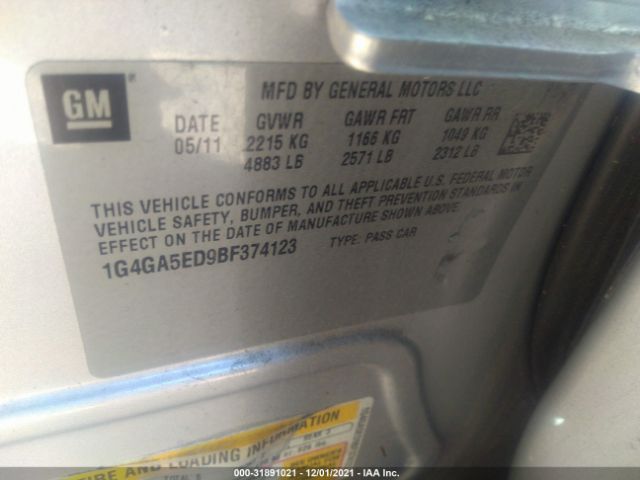 GM
MFD BY GENERAL MOTORS LLC
DATE GVWR GAWR FRT GAWR RR
05/11 2215 KG 1166 KG 1049 KG
4883 LB 2571 LB 2312 LB
THIS VEHICLE CONFORMS TO ALL APPLICABLE U.S. FEDERAL MOTOR
VEHICLE SAFETY, BUMPER, AND THEFT PREVENTION STANDARDS IN
EFFECT ON THE DATE OF MANUFACTURE SHOWN ABOVE.
1G4GA5ED9BF374123 TYPE: PASS CAR
AND LOADING INFORMATION
000-31891021 - 12/01/2021 - IAA Inc.